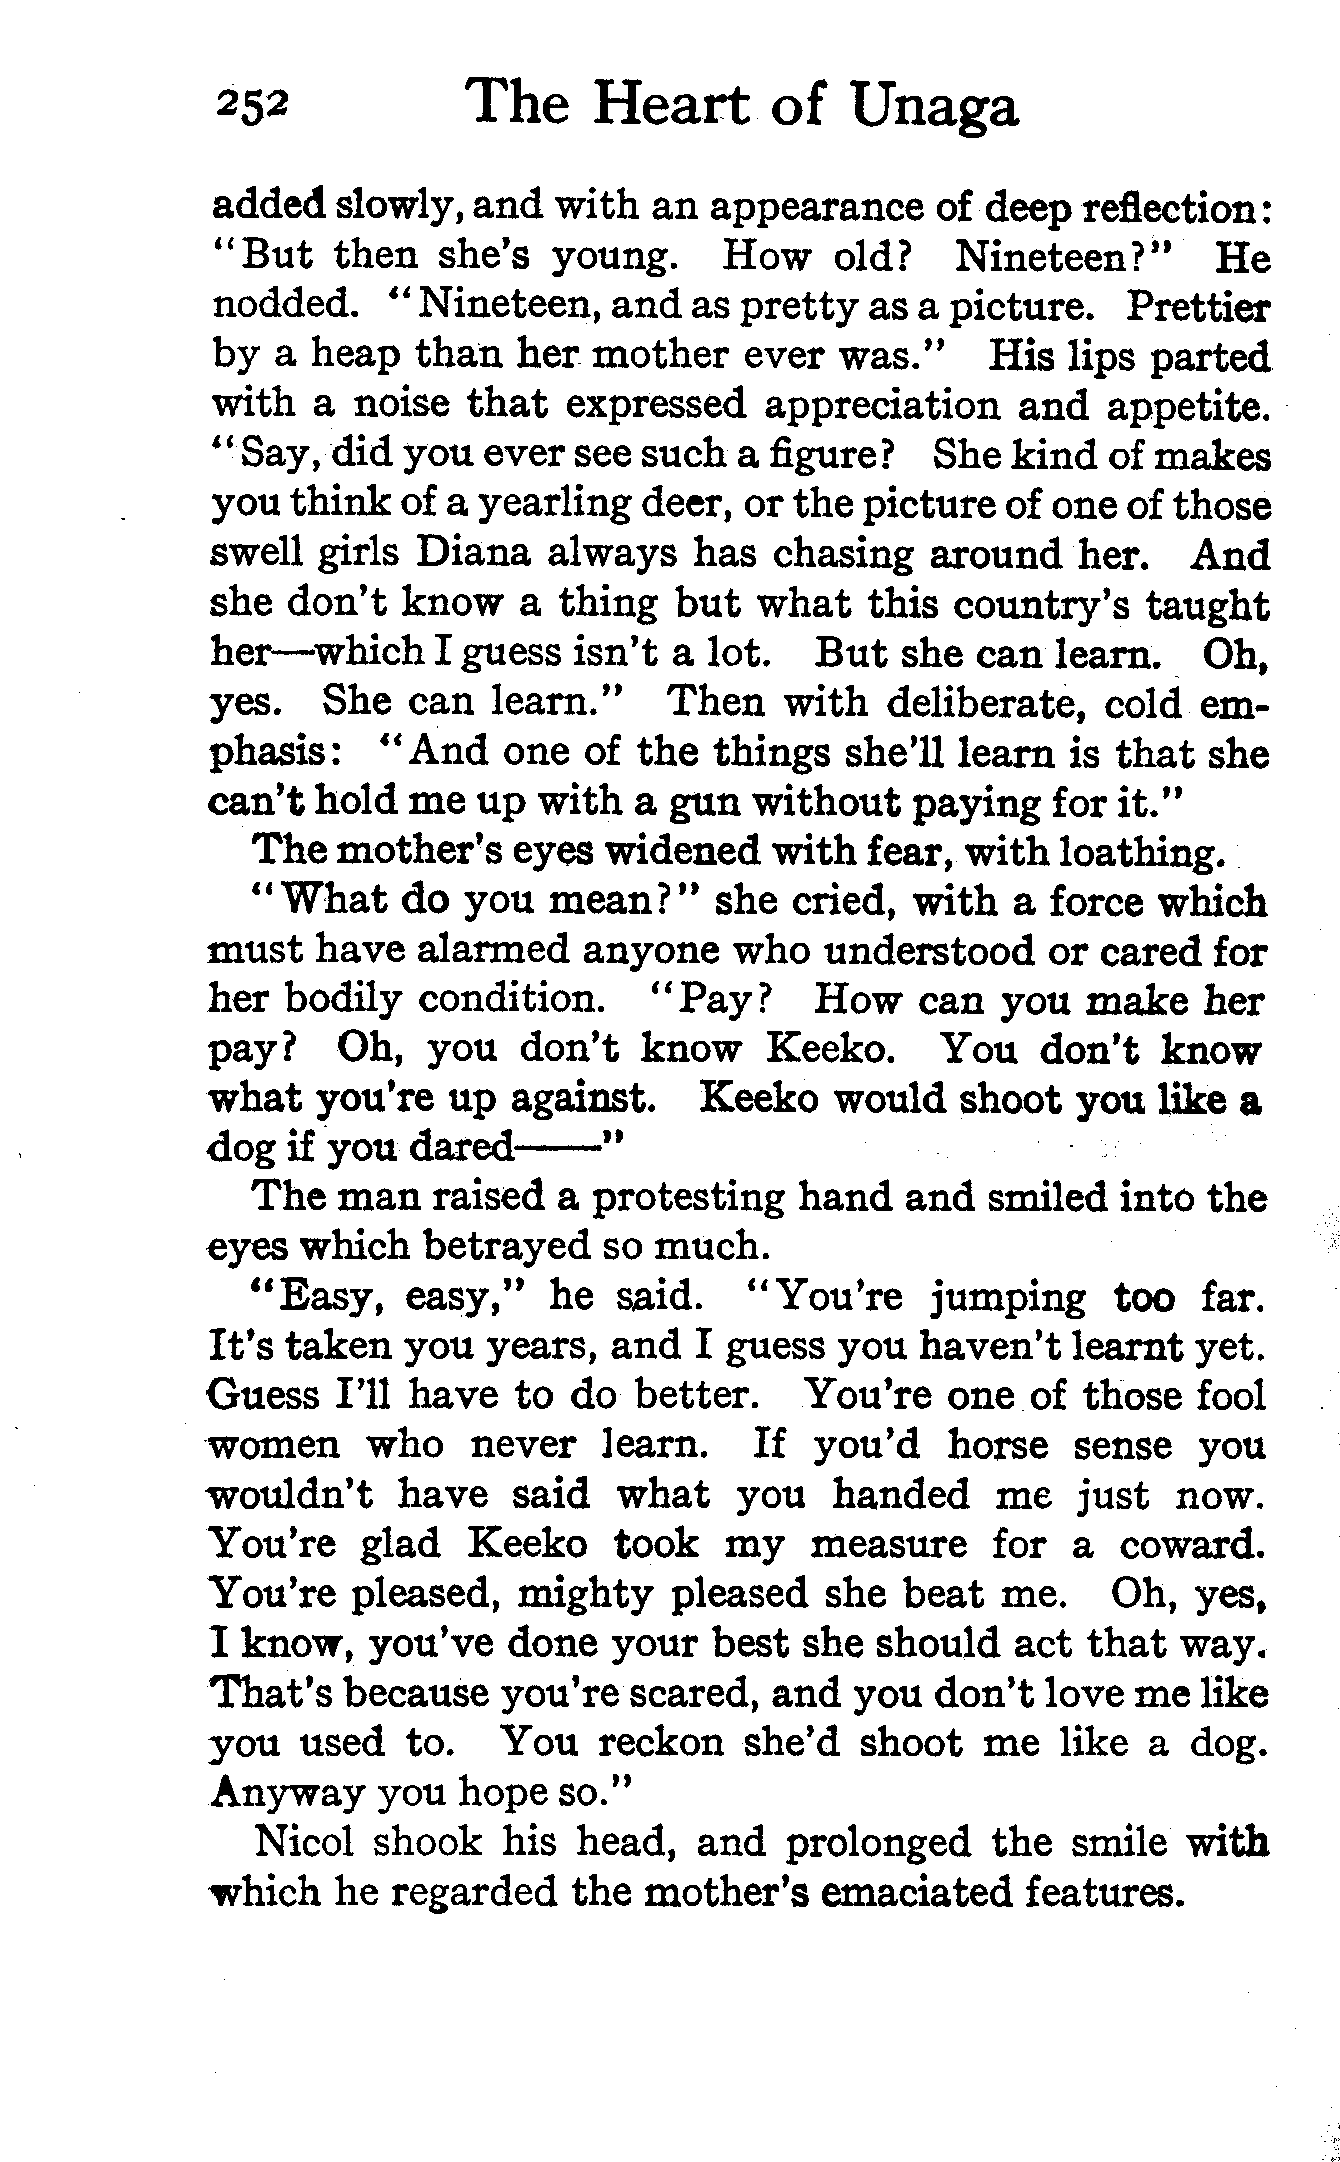 252 The Heart of Unaga
added slowly, and with an appearance of deep reflection:
"But then she's young. How old? Nineteen?" He
nodded. "Nineteen, and as pretty as a picture. Prettier
by a heap than her mother ever was." His lips parted
with a noise that expressed appreciation and appetite.
"Say, did you ever see such a figure? She kind of makes
you think of a yearling deer, or the picture of one of those
swell girls Diana always has chasing around her. And
she don't know a thing but what this country's taught
her—which I guess isn't a lot. But she can learn. Oh,
yes. She can learn." Then with deliberate, cold em-
phasis: "And one of the things she'll learn is that she
can't hold me up with a gun without paying for it."
The mother's eyes widened with fear, with loathing.
"What do you mean?" she cried, with a force which
must have alarmed anyone who understood or cared for
her bodily condition. "Pay? How can you make her
pay? Oh, you don't know Keeko. You don't know
what you're up against. Keeko would shoot you like a
dog if you dared——"
The man raised a protesting hand and smiled into the
eyes which betrayed so much.
"Easy, easy," he said. "You're jumping too far.
It's taken you years, and I guess you haven't learnt yet.
Guess I'll have to do better. You're one of those fool
women who never learn. If you'd horse sense you
wouldn't have said what you handed me just now.
You're glad Keeko took my measure for a coward.
You're pleased, mighty pleased she beat me. Oh, yes,
I know, you've done your best she should act that way.
That's because you're scared, and you don't love me like
you used to. You reckon she'd shoot me like a dog.
Anyway you hope so."
Nicol shook his head, and prolonged the smile with
which he regarded the mother's emaciated features.